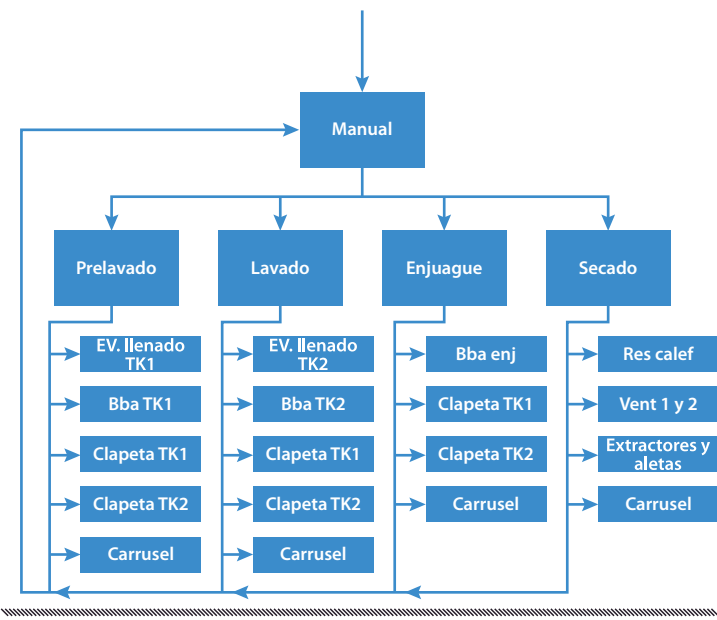 Manual
Prelavado
Lavado
Enjuague
Secado
EV. llenado
TK1
Bba TK1
Clapeta TK1
Clapeta TK2
Carrusel
EV. llenado
TK2
Bba TK2
Clapeta TK1
Clapeta TK2
Carrusel
Bba enj
Clapeta TK1
Clapeta TK2
Carrusel
Res calef
Vent 1 y 2
Extractores y
aletas
Carrusel